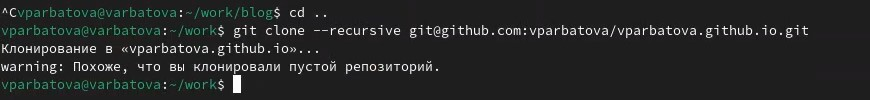 ^Cvparbatova@varbatova:~/work/blog$ cd ..
vparbatova@varbatova:~/work$ git clone --recursive git@github.com:vparbatova/vparbatova.github.io.git
Клонирование в «vparbatova.github.io»...
warning: Похоже, что вы клонировали пустой репозиторий.
vparbatova@varbatova:~/work$